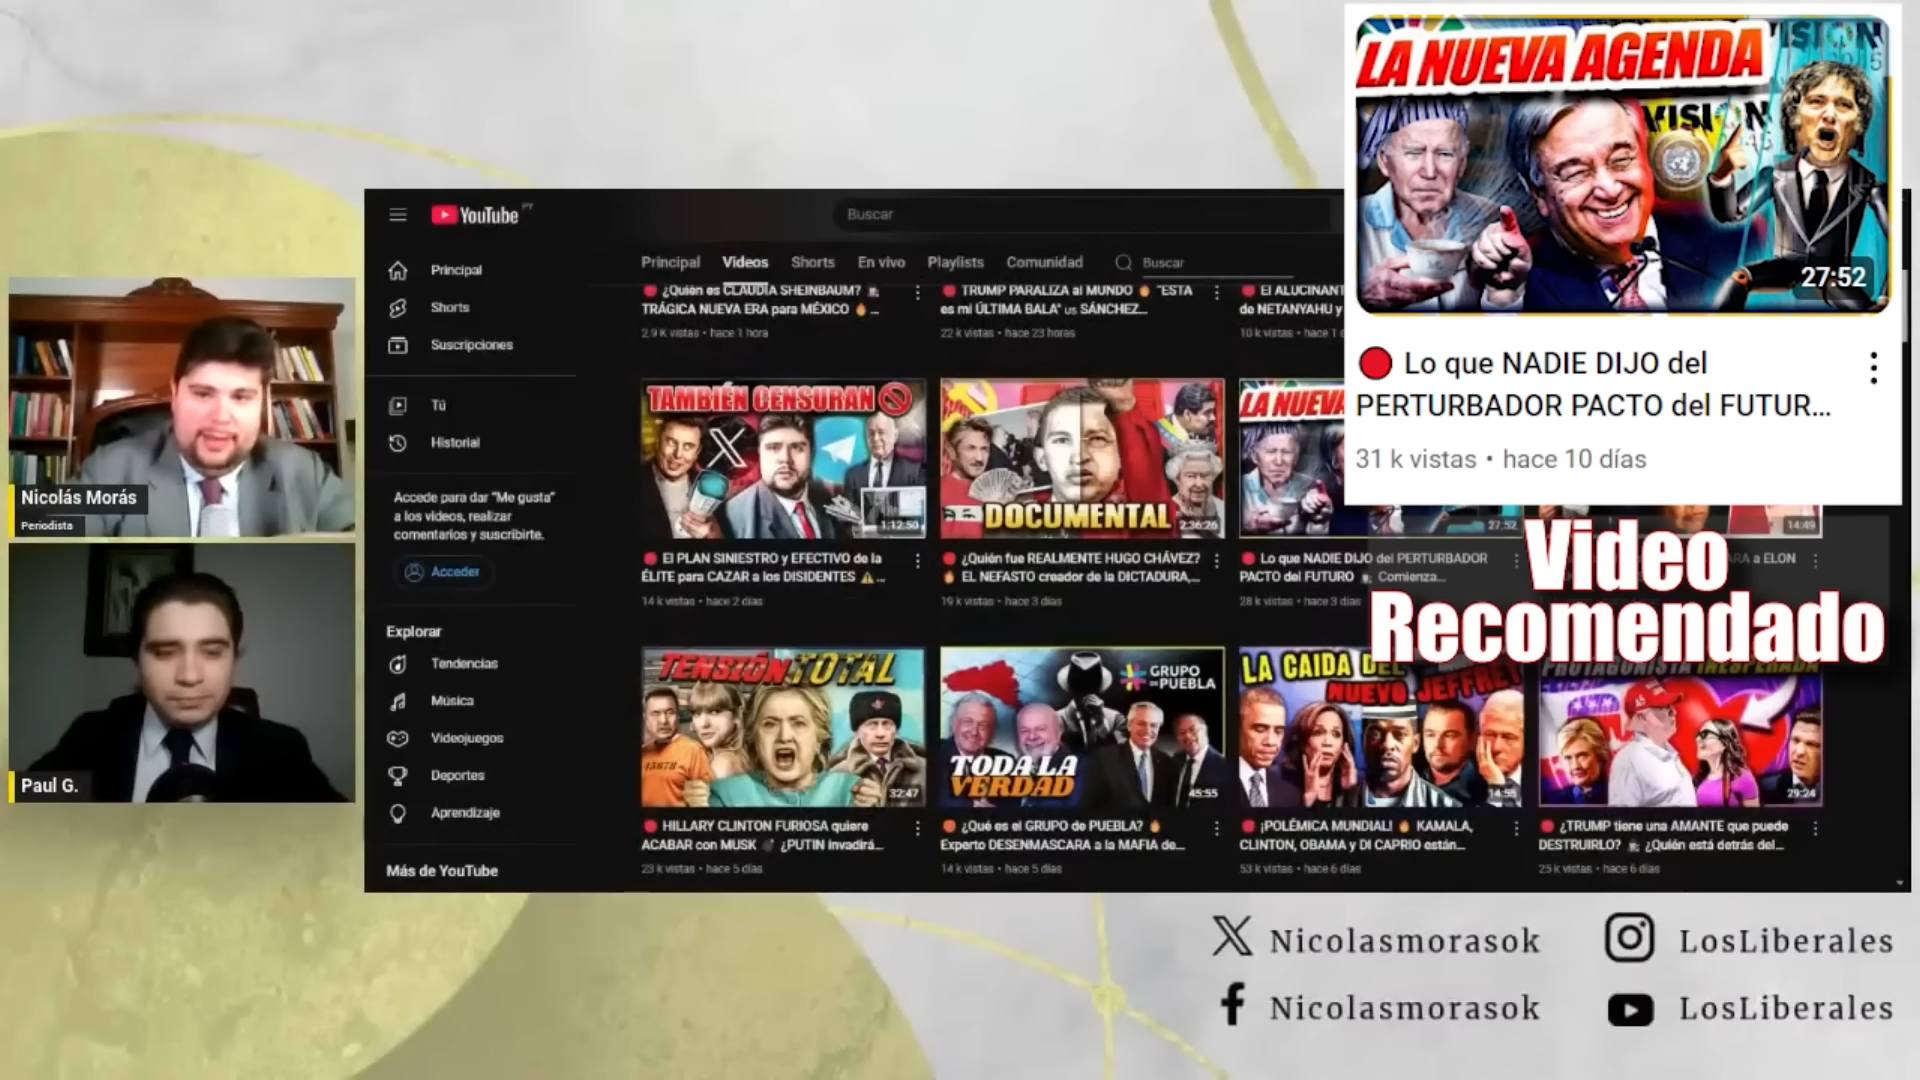 Nicolás Morás
Periodista
Paul G.
YouTube PY
Buscar
Principal
Shorts
Suscripciones
Tú
Historial
Accede para dar "Me gusta"
a los videos, realizar
comentarios y suscribirte.
Acceder
Explorar
Tendencias
Música
Videojuegos
Deportes
Aprendizaje
Más de YouTube
Principal Videos Shorts En vivo Playlists Comunidad Buscar
¿Quién es CLAUDIA SHEINBAUM?
TRÁGICA NUEVA ERA para MÉXICO ...
2.9 K vistas • hace 1 hora
TRUMP PARALIZA al MUNDO "ESTA
es mi ÚLTIMA BALA" us SÁNCHEZ...
22 k vistas • hace 23 horas
El ALUCINANT
de NETANYAHU y
10 k vistas • hace 1
TAMBIÉN CENSURAN
1:12:50
El PLAN SINIESTRO y EFECTIVO de la
ÉLITE para CAZAR a los DISIDENTES ...
14 k vistas • hace 2 días
DOCUMENTAL
2:36:26
¿Quién fue REALMENTE HUGO CHÁVEZ?
EL NEFASTO creador de la DICTADURA,...
19 k vistas • hace 3 días
LA NUEVA
27:52
Lo que NADIE DIJO del PERTURBADOR
PACTO del FUTURO Comienza...
28 k vistas • hace 3 días
14:49
ARA a ELON
TENSIÓN TOTAL
45678
32:47
HILLARY CLINTON FURIOSA quiere
ACABAR con MUSK ¿PUTIN invadirá...
23 k vistas • hace 5 días
GRUPO
DE PUEBLA
TODA LA
VERDAD
45:55
¿Qué es el GRUPO de PUEBLA?
Experto DESENMASCARA a la MAFIA de...
14 k vistas • hace 5 días
LA CAIDA DEL
NUEVO JEFFREY
14:55
¡POLÉMICA MUNDIAL! KAMALA,
CLINTON, OBAMA y DI CAPRIO están...
53 k vistas • hace 6 días
PROTAGONISTA INESPERADA
29:24
¿TRUMP tiene una AMANTE que puede
DESTRUIRLO? ¿Quién está detrás del...
25 k vistas • hace 6 días
LA NUEVA AGENDA
27:52
Lo que NADIE DIJO del
PERTURBADOR PACTO del FUTUR...
31 k vistas • hace 10 días
Video
Recomendado
Nicolasmorasok
LosLiberales
Nicolasmorasok
LosLiberales